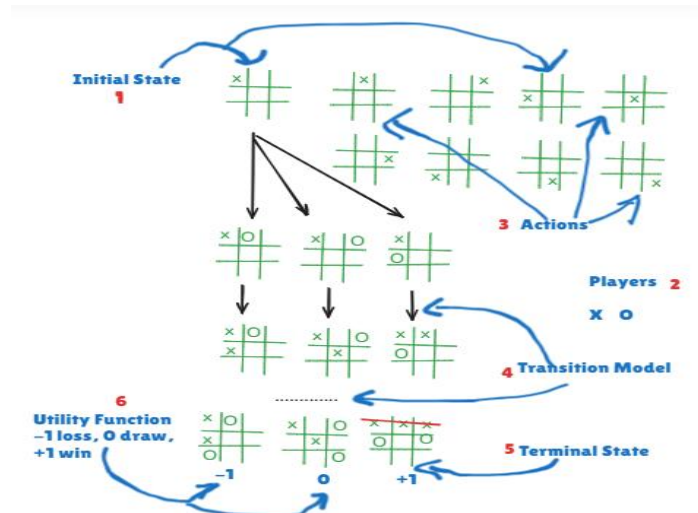 Initial State
1
3 Actions
Players 2
X O
4 Transition Model
6
Utility Function
-1 loss, 0 draw,
+1 win
5 Terminal State
-1
0
+1